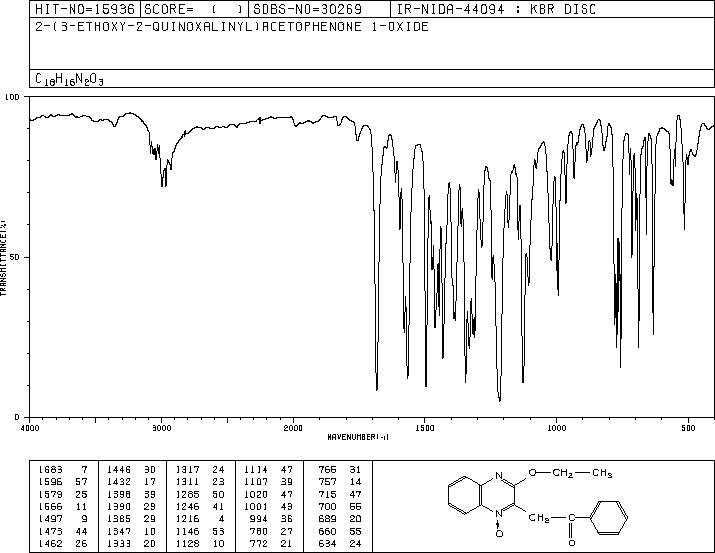 HIT-NO=15936 SCORE= ( ) SDBS-NO=30269 IR-NIDA-44094 : KBR DISC
2-(3-ETHOXY-2-QUINOXALINYL)ACETOPHENONE 1-OXIDE
C18H16N2O3
100
50
0
TRANSMITTANCE(%)
4000 3000 2000 1500 1000 500
WAVENUMBER(-1)
1683 7 1446 30 1317 24 1114 47 766 31
1596 57 1432 17 1311 23 1107 39 757 14
1579 25 1398 39 1285 50 1020 47 715 47
1566 11 1390 29 1246 41 1001 43 700 55
1497 9 1385 29 1216 4 994 36 689 20
1473 44 1347 10 1146 53 780 27 660 55
1462 26 1333 20 1128 10 772 21 634 24
N O CH2 CH3
N CH2 C
O O